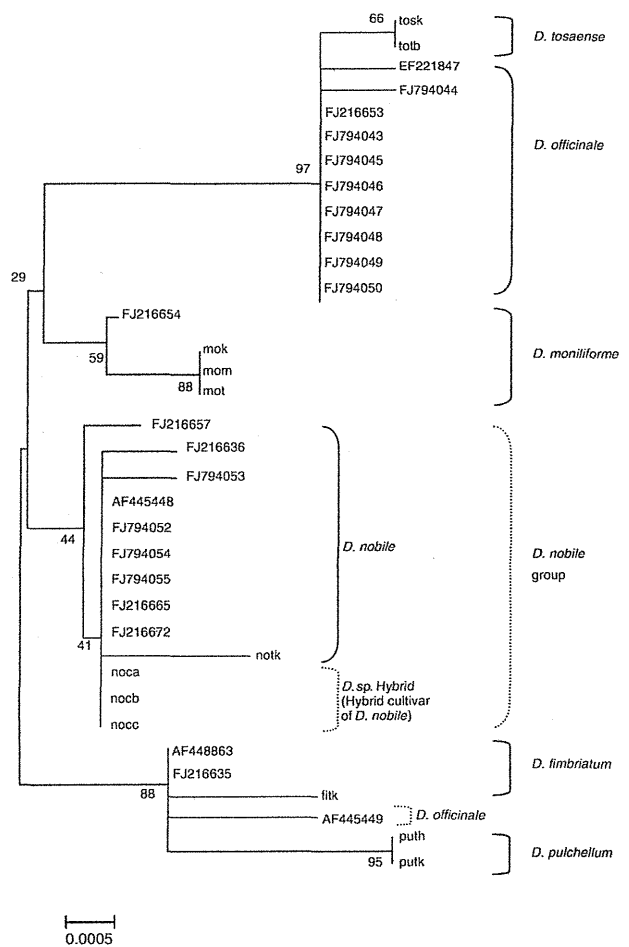 66
tosk
totb
D. tosaense
EF221847
FJ794044
FJ216653
FJ794043
D. officinale
FJ794045
97
FJ794046
FJ794047
FJ794048
FJ794049
29
FJ794050
FJ216654
mok
D. moniliforme
59
mom
88
mot
FJ216657
FJ216636
FJ794053
AF445448
FJ794052
44
D. nobile
D. nobile
group
FJ794054
FJ794055
FJ216665
FJ216672
41
notk
noca
nocb
nocc
D. sp. Hybrid
(Hybrid cultivar
of D. nobile)
AF448863
FJ216635
D. fimbriatum
88
fitk
AF445449
D. officinale
puth
95
putk
D. pulchellum
0.0005